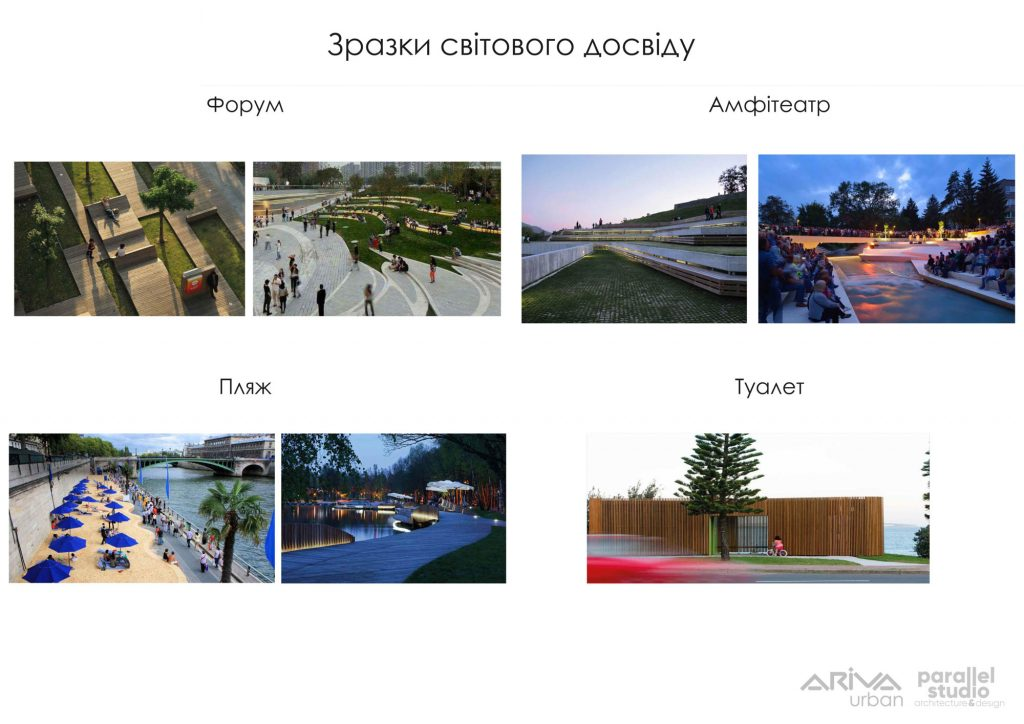 Зразки світового досвіду
Форум
Амфітеатр
Пляж
Туалет
ARIVA
urban
parallel
studio
architecture&design